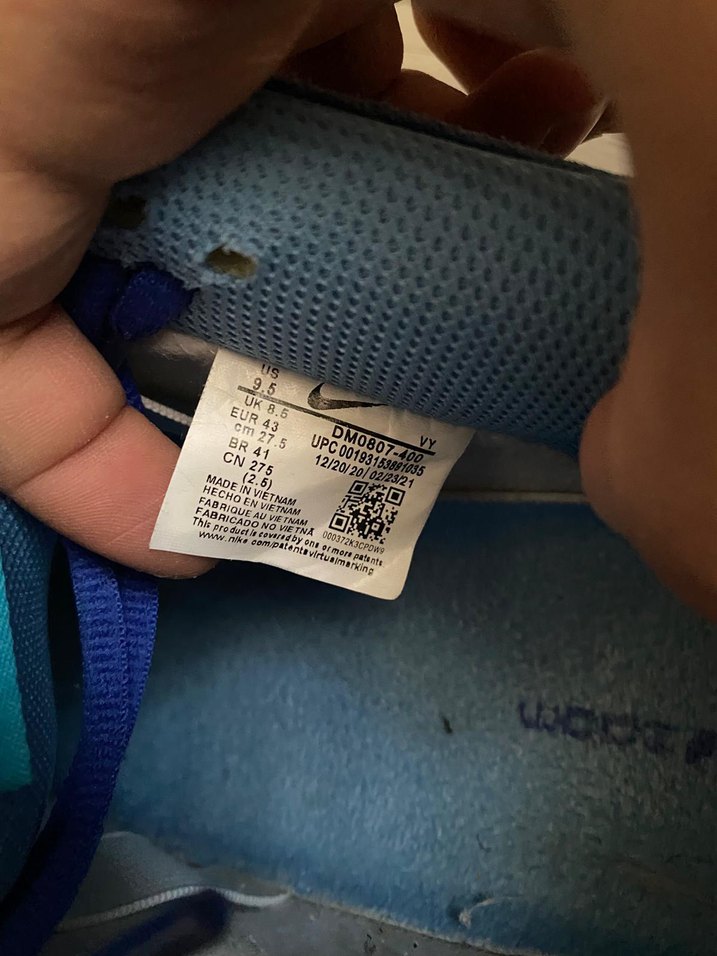 US
9.5
UK 8.5
EUR 43
cm 27.5
BR 41
CN 275
(2.5)
VY
DM0807-400
UPC 00193153891035
12/20/20 / 02/23/21
MADE IN VIETNAM
HECHO EN VIETNAM
FABRIQUE AU VIETNAM
FABRICADO NO VIETNÃ
000372K3CPDW9
This product is covered by one or more patents
www.nike.com/patentsvirtualmarking
zoom